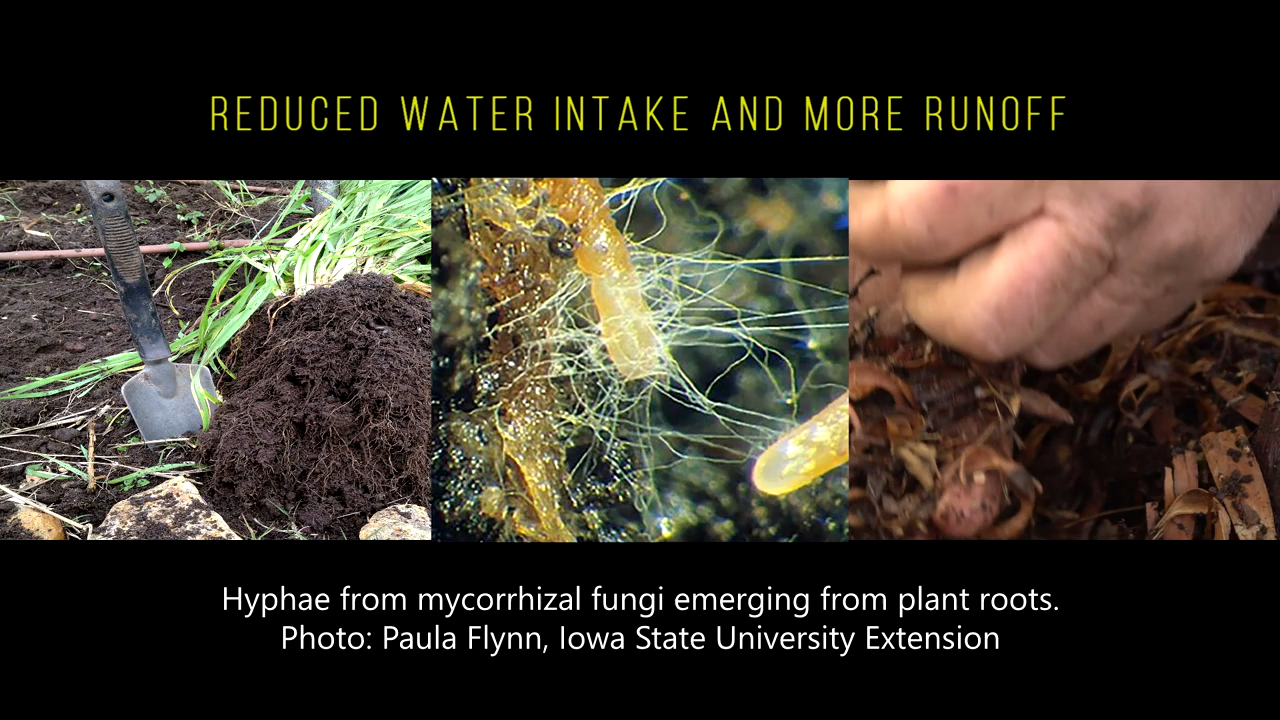 REDUCED WATER INTAKE AND MORE RUNOFF
Hyphae from mycorrhizal fungi emerging from plant roots.
Photo: Paula Flynn, Iowa State University Extension